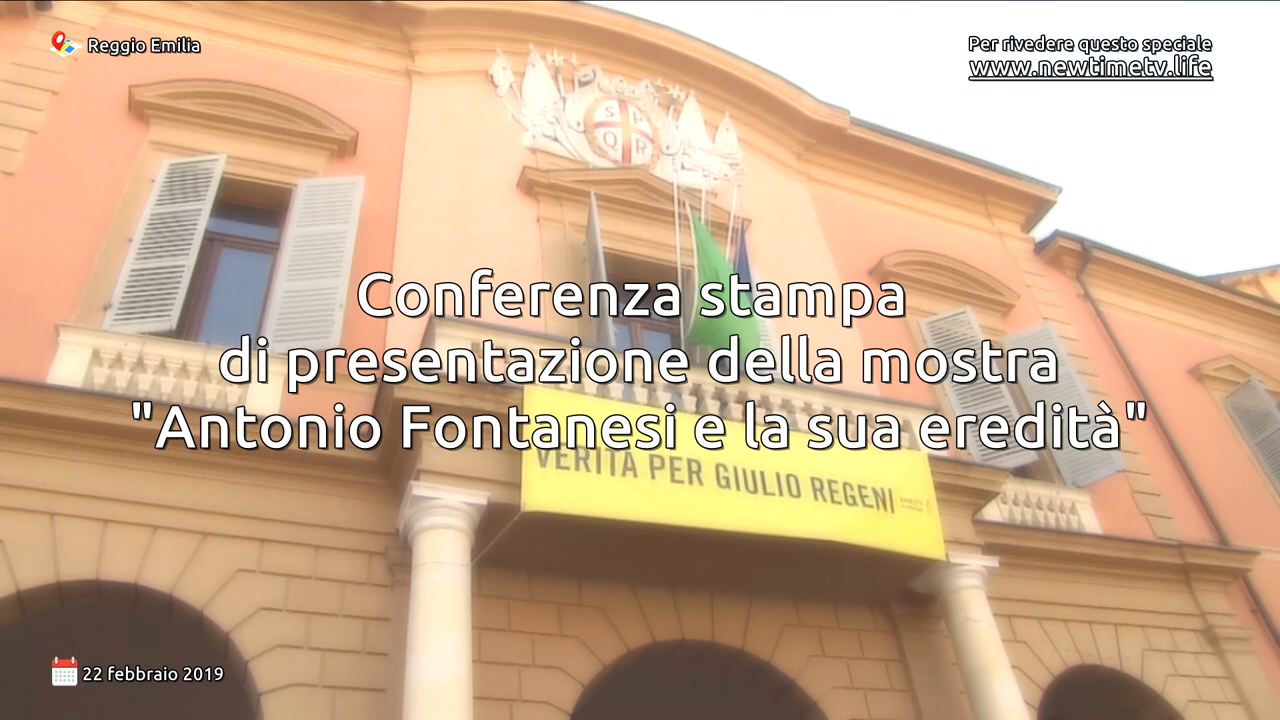 Reggio Emilia
Per rivedere questo speciale
www.newtimetv.life
S P
Q R
Conferenza stampa
di presentazione della mostra
"Antonio Fontanesi e la sua eredità"
VERITÀ PER GIULIO REGENI
22 febbraio 2019